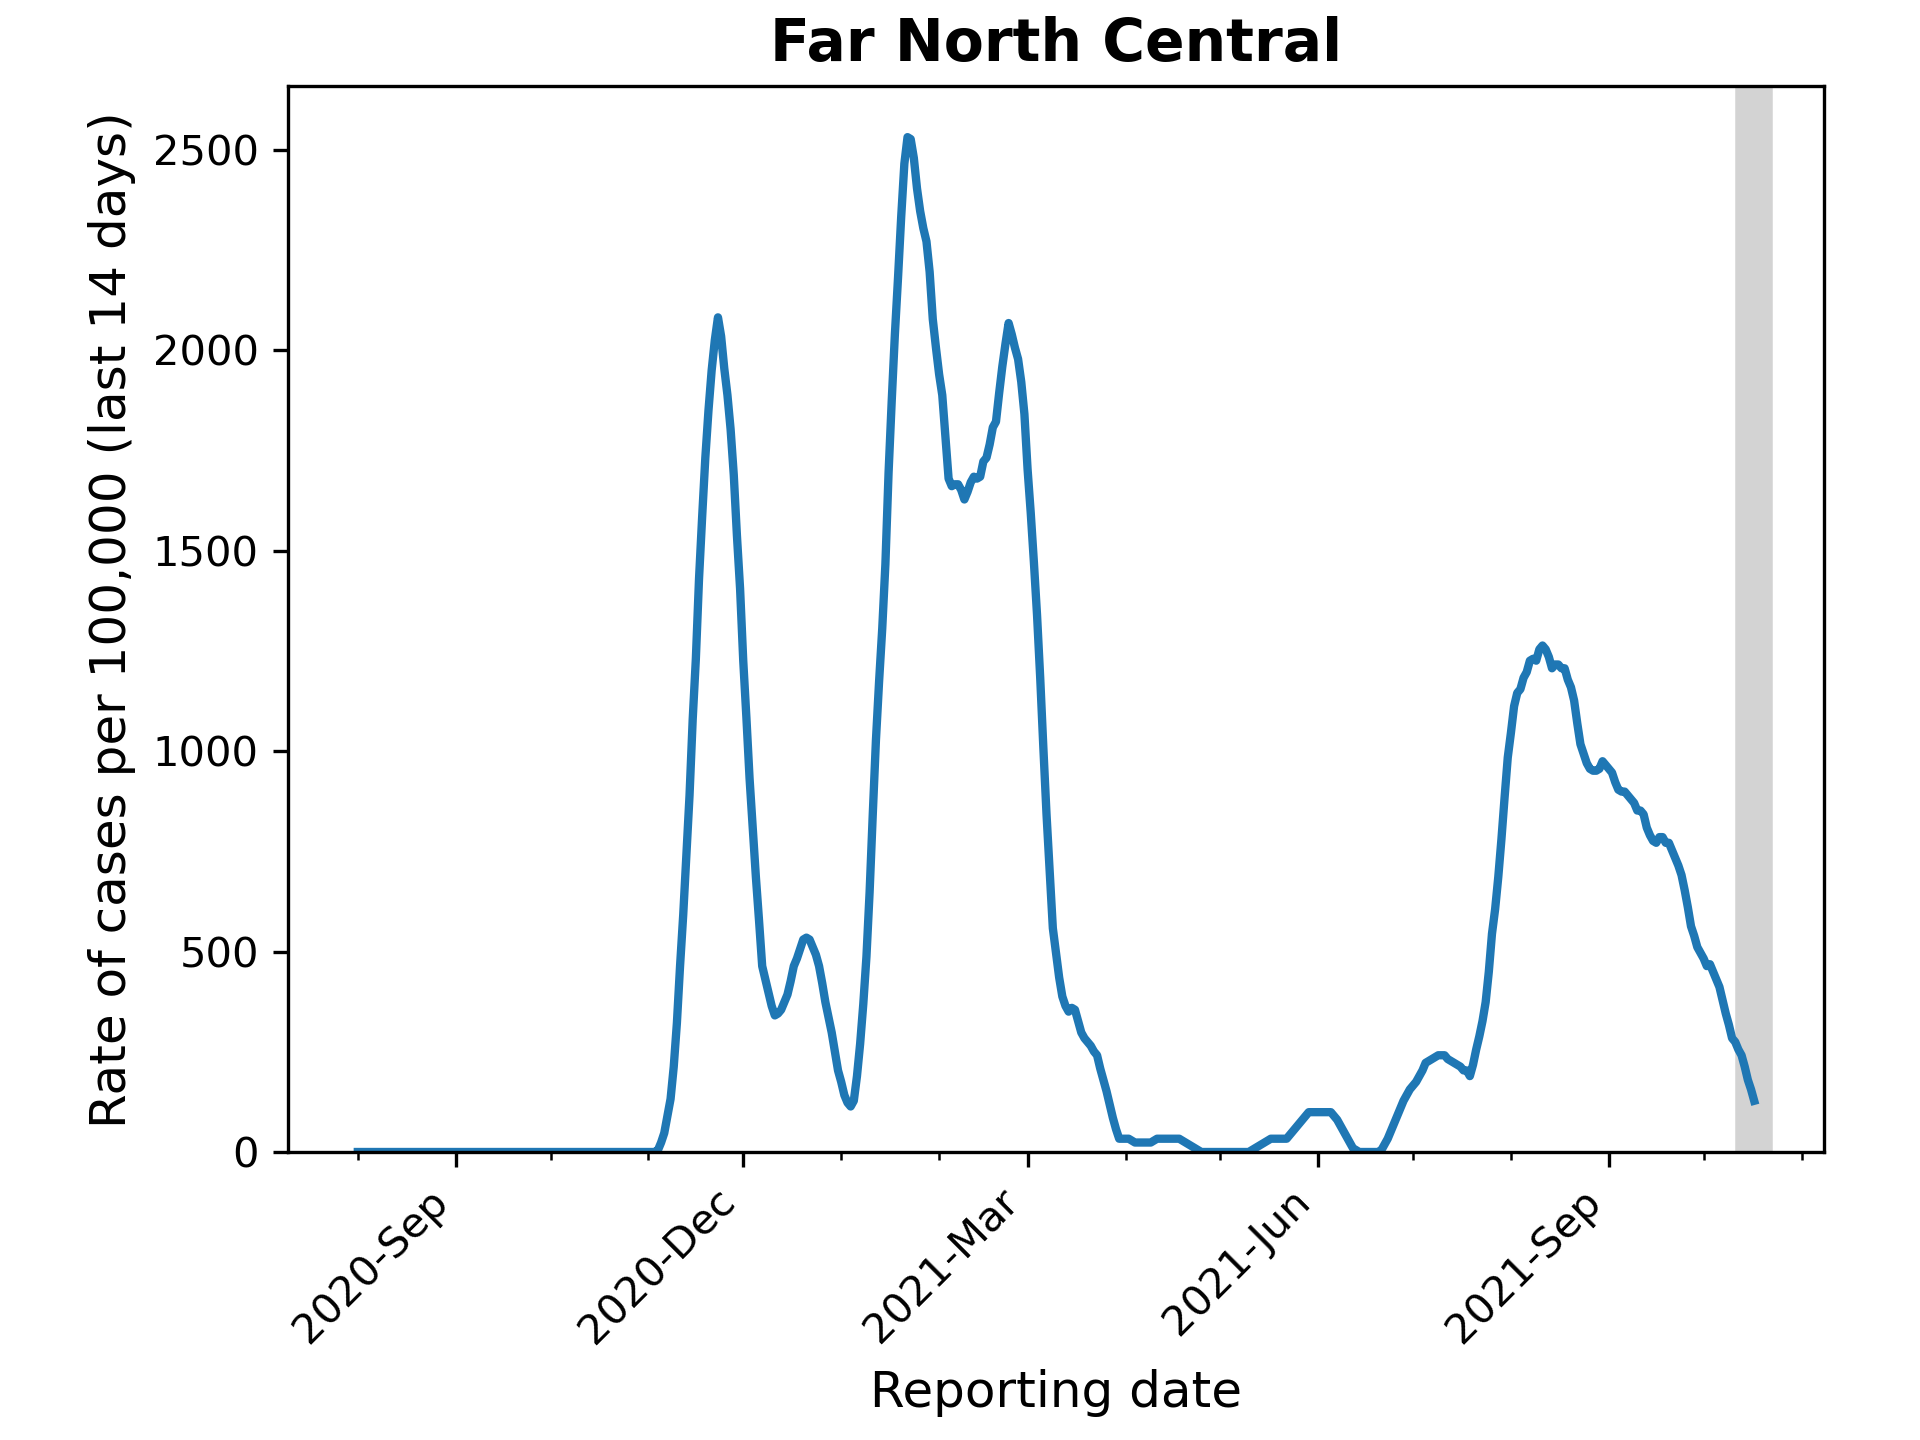 Far North Central
Rate of cases per 100,000 (last 14 days)
2500
2000
1500
1000
500
0
2020-Sep
2020-Dec
2021-Mar
2021-Jun
2021-Sep
Reporting date